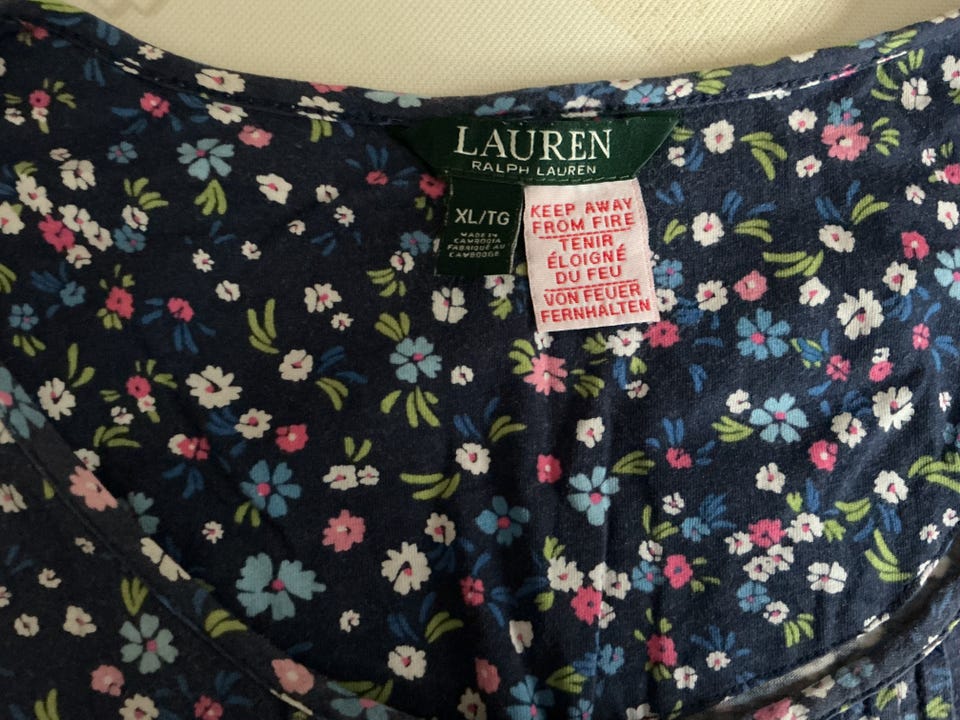 LAUREN
RALPH LAUREN
XL/TG
MADE IN
CAMBODIA
FABRIQUÉ AU
CAMBODGE
KEEP AWAY
FROM FIRE
TENIR
ÉLOIGNÉ
DU FEU
VON FEUER
FERNHALTEN